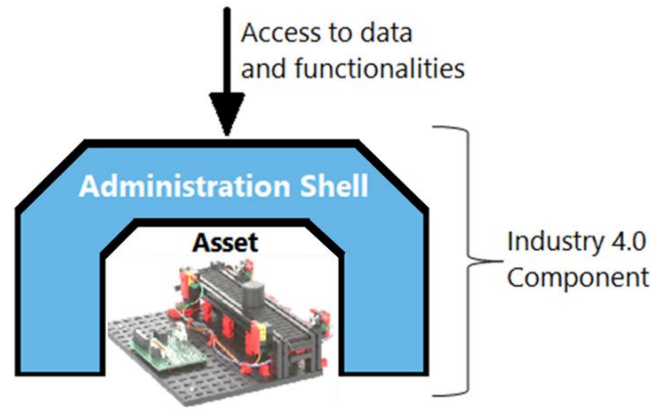 Access to data
and functionalities
Administration Shell
Asset
Industry 4.0
Component